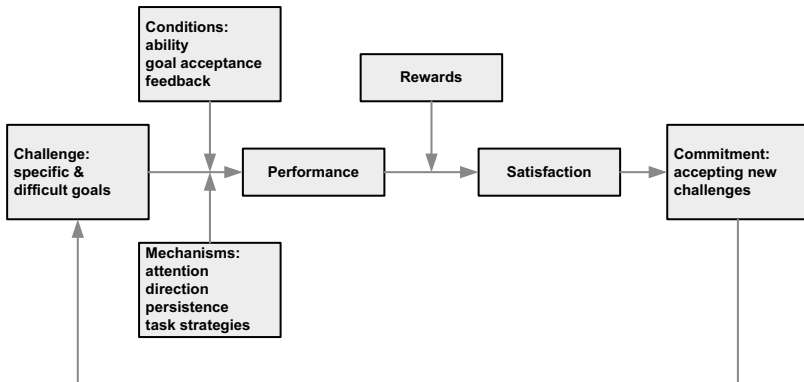 Conditions:
ability
goal acceptance
feedback
Rewards
Challenge:
specific &
difficult goals
Performance
Satisfaction
Commitment:
accepting new
challenges
Mechanisms:
attention
direction
persistence
task strategies